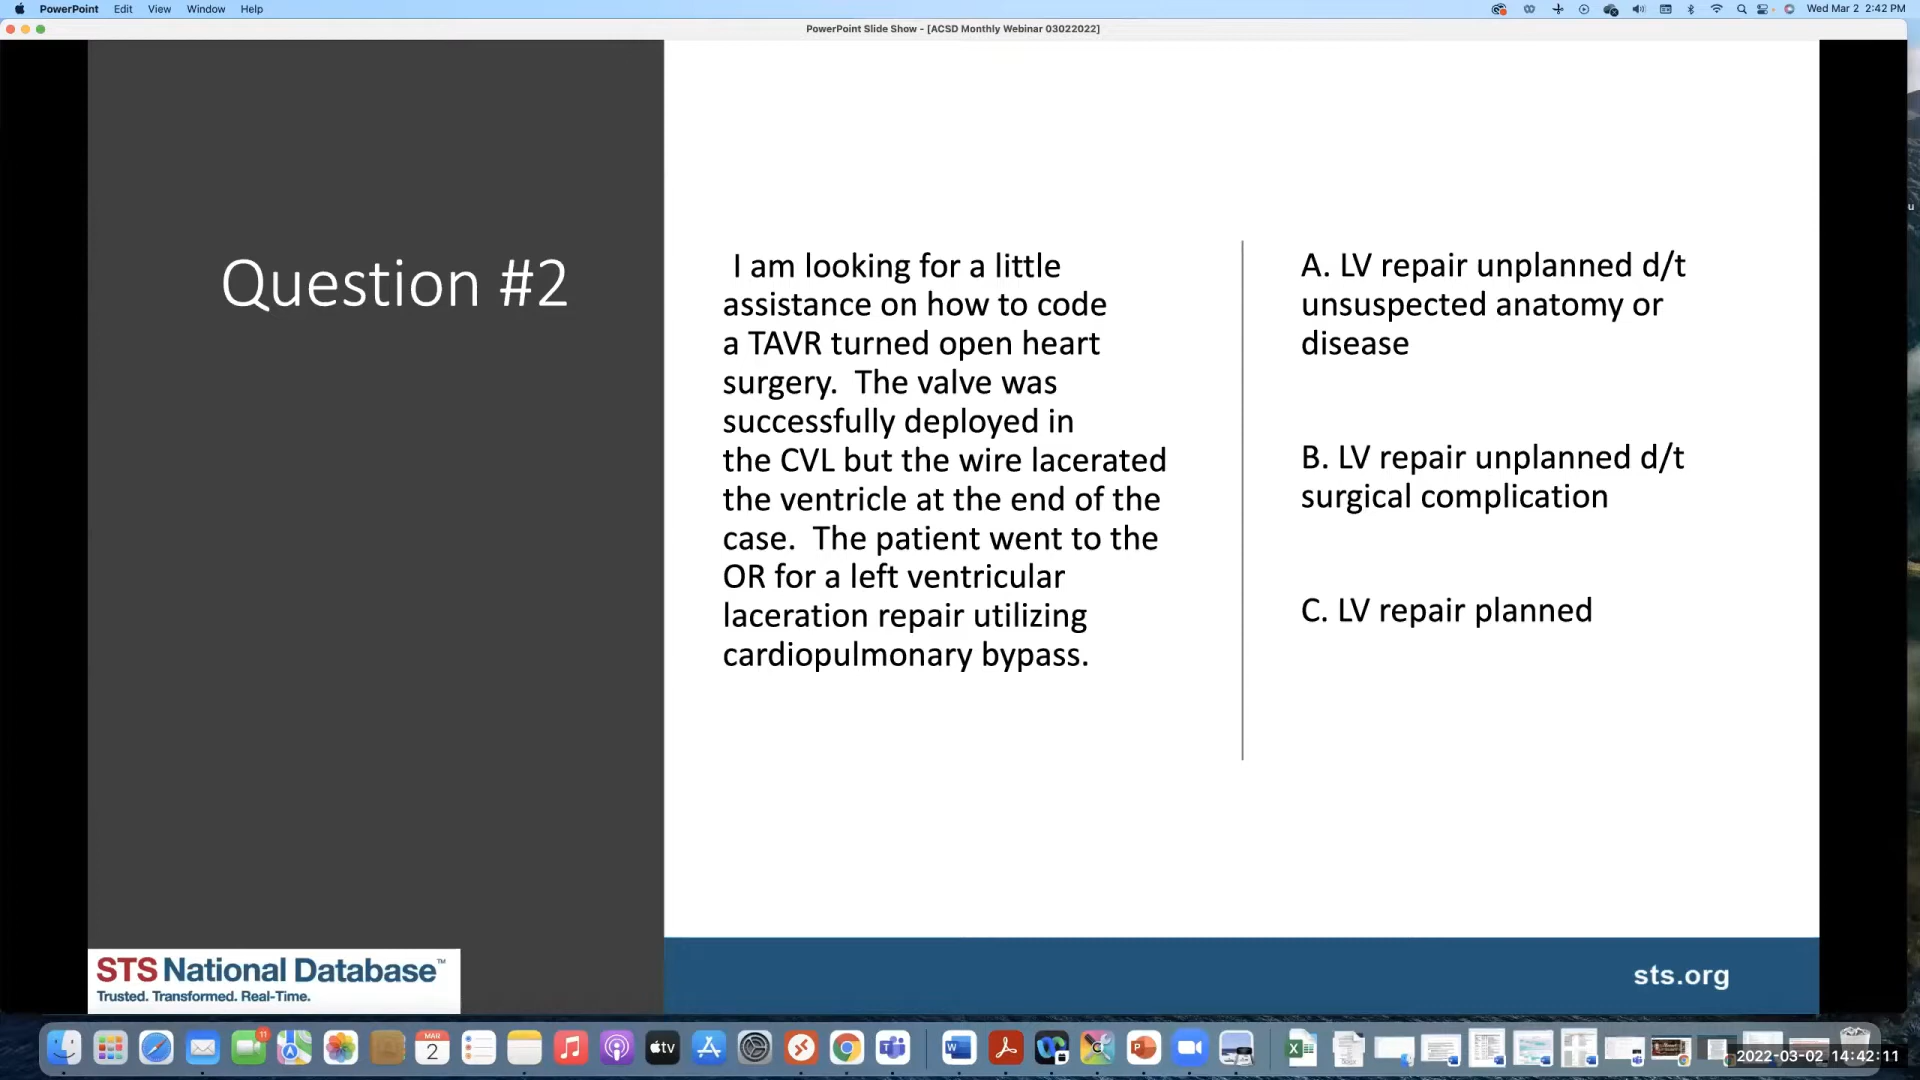 PowerPoint Edit View Window Help Wed Mar 2 2:42 PM
PowerPoint Slide Show - [ACSD Monthly Webinar 03022022]
Question #2
I am looking for a little
assistance on how to code
a TAVR turned open heart
surgery. The valve was
successfully deployed in
the CVL but the wire lacerated
the ventricle at the end of the
case. The patient went to the
OR for a left ventricular
laceration repair utilizing
cardiopulmonary bypass.
A. LV repair unplanned d/t
unsuspected anatomy or
disease
B. LV repair unplanned d/t
surgical complication
C. LV repair planned
STS National Database™
Trusted. Transformed. Real-Time.
sts.org
11
MAR
2
tv
2022-03-02 14:42:11